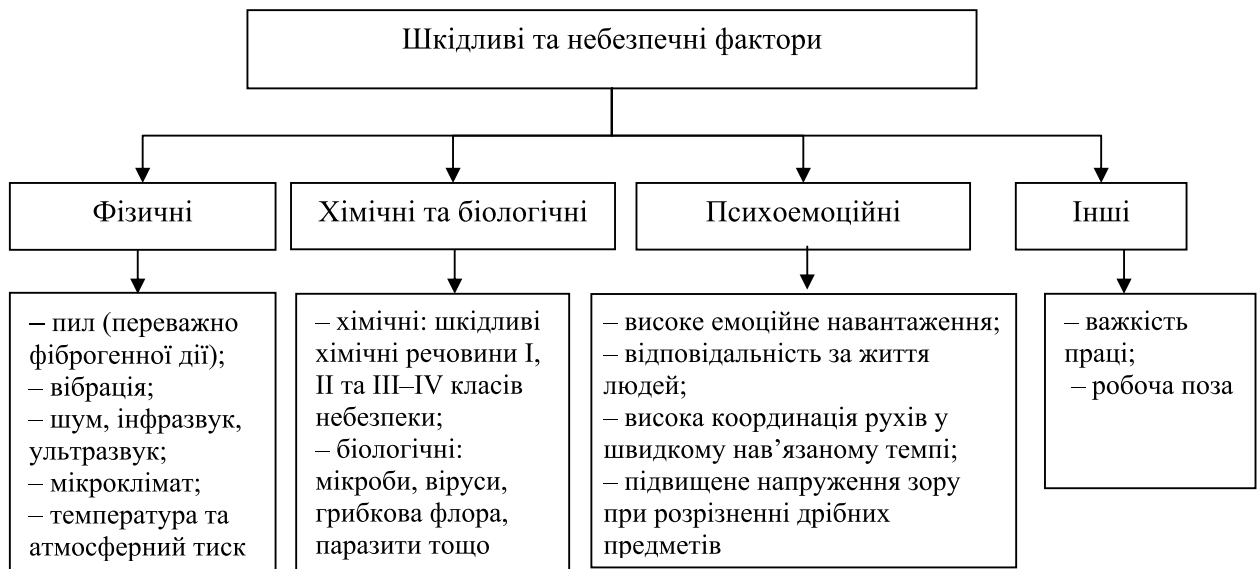 Шкідливі та небезпечні фактори
Фізичні
Хімічні та біологічні
Психоемоційні
Інші
– пил (переважно
фіброгенної дії);
– вібрація;
– шум, інфразвук,
ультразвук;
– мікроклімат;
– температура та
атмосферний тиск
– хімічні: шкідливі
хімічні речовини I,
II та III–IV класів
небезпеки;
– біологічні:
мікроби, віруси,
грибкова флора,
паразити тощо
– високе емоційне навантаження;
– відповідальність за життя
людей;
– висока координація рухів у
швидкому нав’язаному темпі;
– підвищене напруження зору
при розрізненні дрібних
предметів
– важкість
праці;
– робоча поза